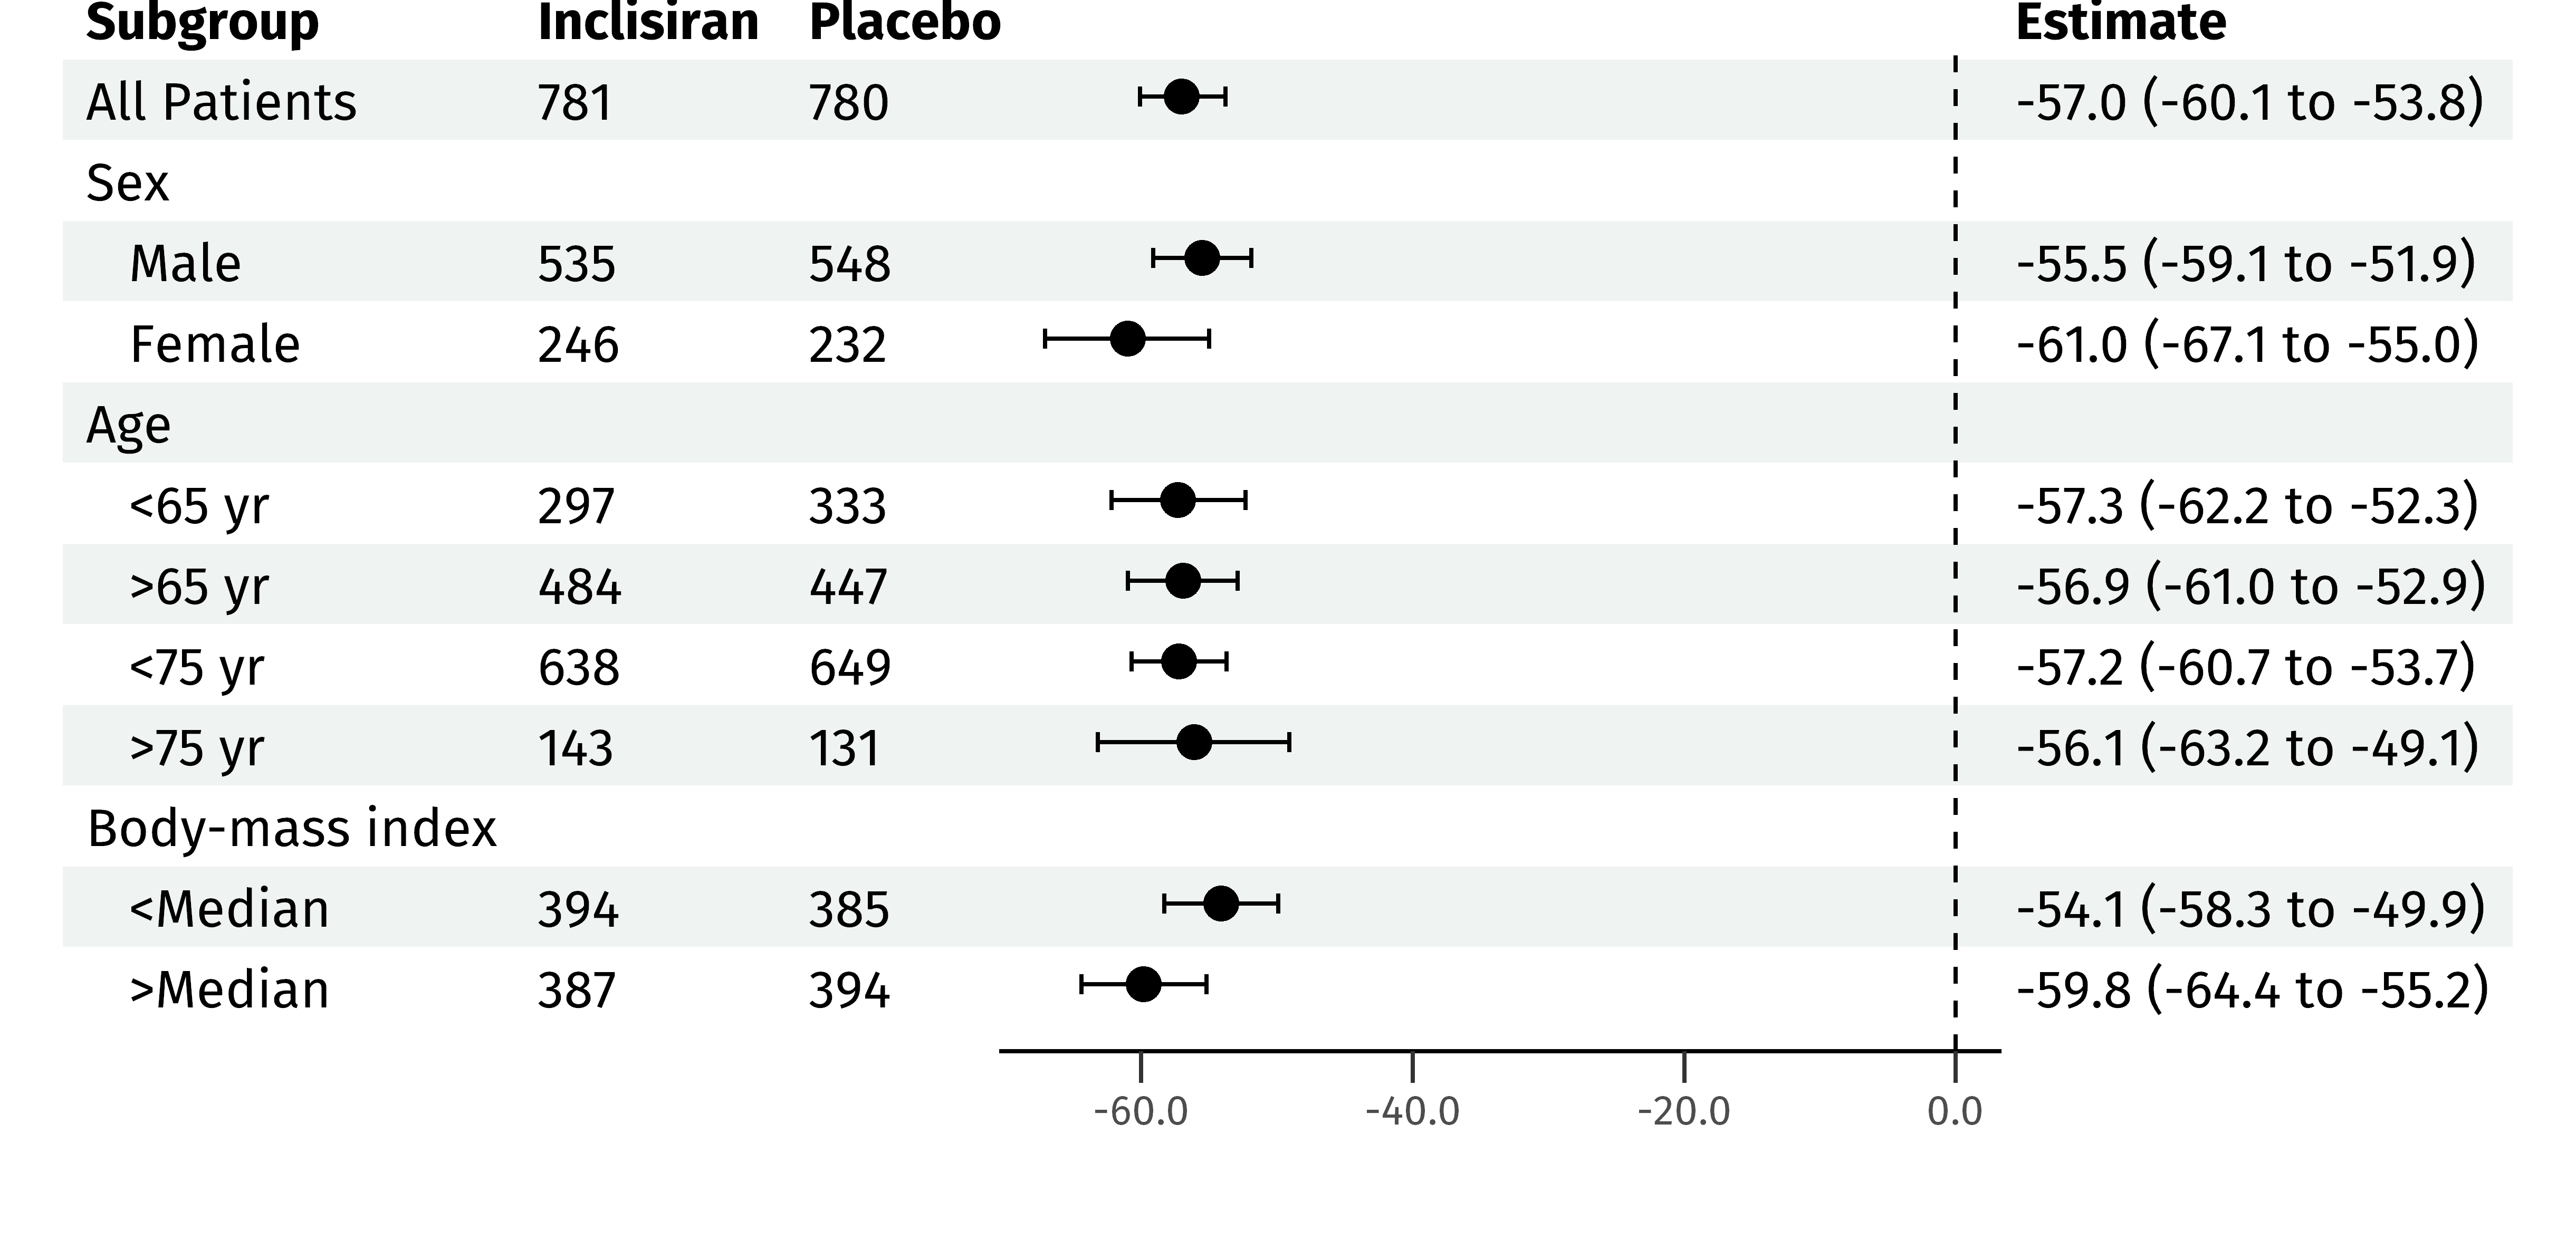 Subgroup Inclisiran Placebo Estimate
All Patients 781 780 -57.0 (-60.1 to -53.8)
Sex
Male 535 548 -55.5 (-59.1 to -51.9)
Female 246 232 -61.0 (-67.1 to -55.0)
Age
<65 yr 297 333 -57.3 (-62.2 to -52.3)
>65 yr 484 447 -56.9 (-61.0 to -52.9)
<75 yr 638 649 -57.2 (-60.7 to -53.7)
>75 yr 143 131 -56.1 (-63.2 to -49.1)
Body-mass index
<Median 394 385 -54.1 (-58.3 to -49.9)
>Median 387 394 -59.8 (-64.4 to -55.2)
-60.0 -40.0 -20.0 0.0